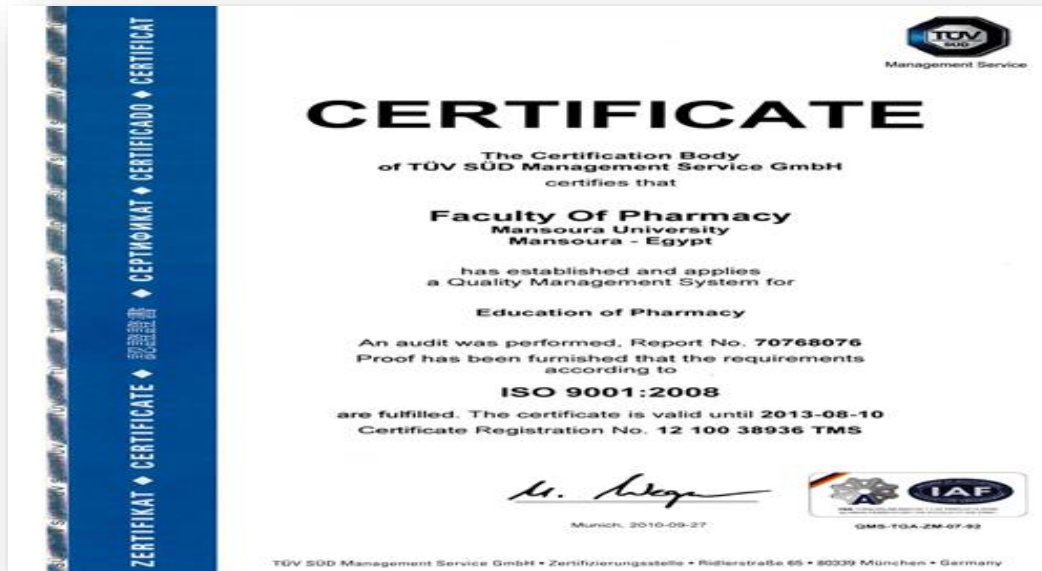 ZERTIFIKAT ◆ CERTIFICATE ◆ ◆ СЕРТИФИКАТ ◆ CERTIFICADO ◆ CERTIFICAT
TÜV
SÜD
Management Service
CERTIFICATE
The Certification Body
of TÜV SÜD Management Service GmbH
certifies that
Faculty Of Pharmacy
Mansoura University
Mansoura - Egypt
has established and applies
a Quality Management System for
Education of Pharmacy
An audit was performed, Report No. 70768076
Proof has been furnished that the requirements
according to
ISO 9001:2008
are fulfilled. The certificate is valid until 2013-08-10
Certificate Registration No. 12 100 38936 TMS
Munich, 2010-09-27
IAF
QMS-TGA-ZM-07-92
TÜV SÜD Management Service GmbH • Zertifizierungsstelle • Ridlerstraße 65 • 80339 München • Germany